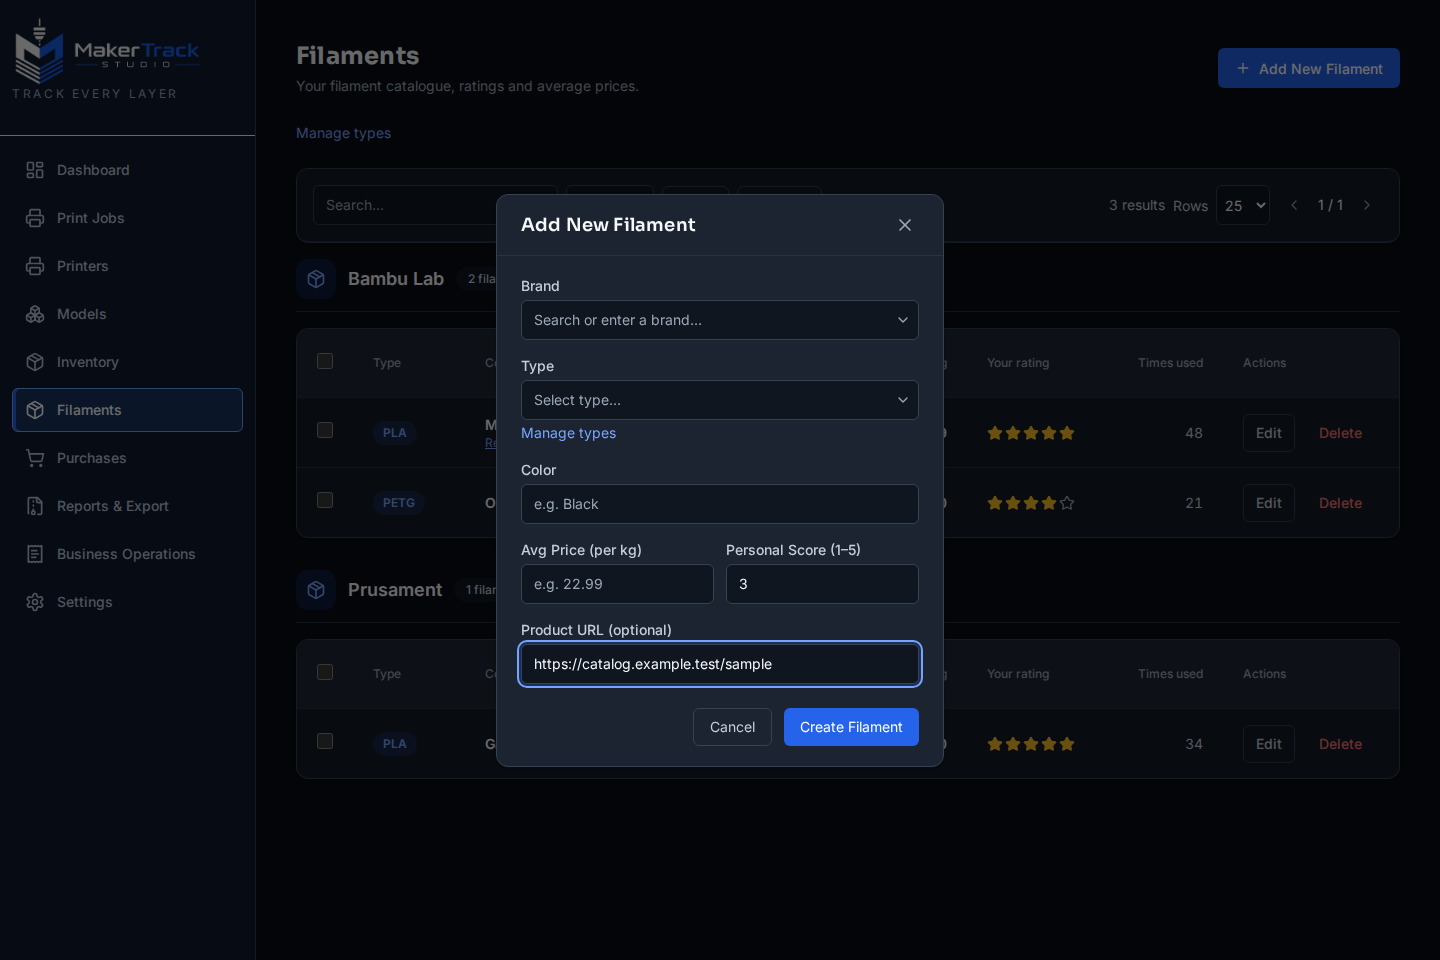 MakerTrack
STUDIO
TRACK EVERY LAYER
Dashboard
Print Jobs
Printers
Models
Inventory
Filaments
Purchases
Reports & Export
Business Operations
Settings
Filaments
Your filament catalogue, ratings and average prices.
Add New Filament
Manage types
Search...
3 results Rows 25 1 / 1
Bambu Lab 2
Type Your rating Times used Actions
PLA 48 Edit Delete
PETG 21 Edit Delete
Prusament 1
Type Your rating Times used Actions
PLA 34 Edit Delete
Add New Filament
Brand
Search or enter a brand...
Type
Select type...
Manage types
Color
e.g. Black
Avg Price (per kg) Personal Score (1–5)
e.g. 22.99 3
Product URL (optional)
https://catalog.example.test/sample
Cancel Create Filament